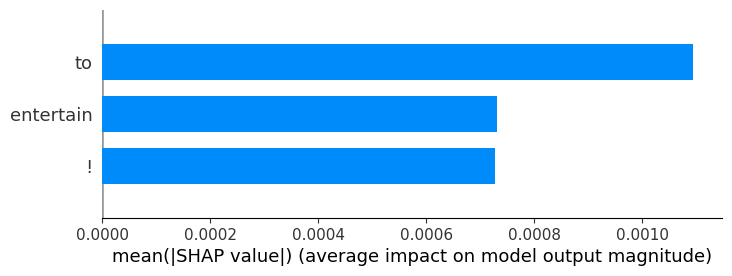 to
entertain
!
0.0000 0.0002 0.0004 0.0006 0.0008 0.0010
mean(|SHAP value|) (average impact on model output magnitude)